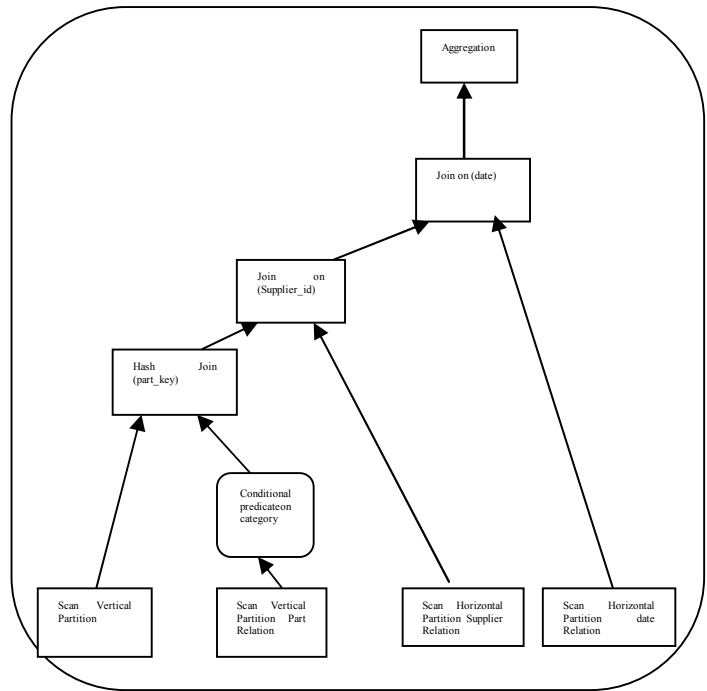 Aggregation
Join on (date)
Join on
(Supplier_id)
Hash Join
(part_key)
Conditional
predicateon
category
Scan Vertical
Partition
Scan Vertical
Partition Part
Relation
Scan Horizontal
Partition Supplier
Relation
Scan Horizontal
Partition date
Relation